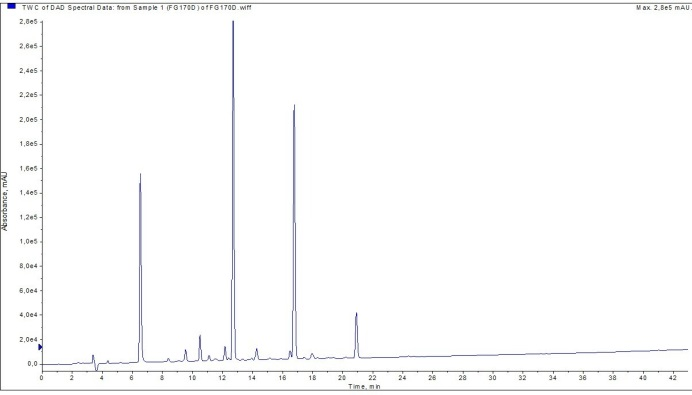 TWC of DAD Spectral Data: from Sample 1 (FG170D) of FG170D.wiff
Max. 2,8e5 mAU.
2,8e5
2,6e5
2,4e5
2,2e5
2,0e5
1,8e5
1,6e5
1,4e5
1,2e5
1,0e5
8,0e4
6,0e4
4,0e4
2,0e4
0,0
Absorbance, mAU
0 2 4 6 8 10 12 14 16 18 20 22 24 26 28 30 32 34 36 38 40 42
Time, min